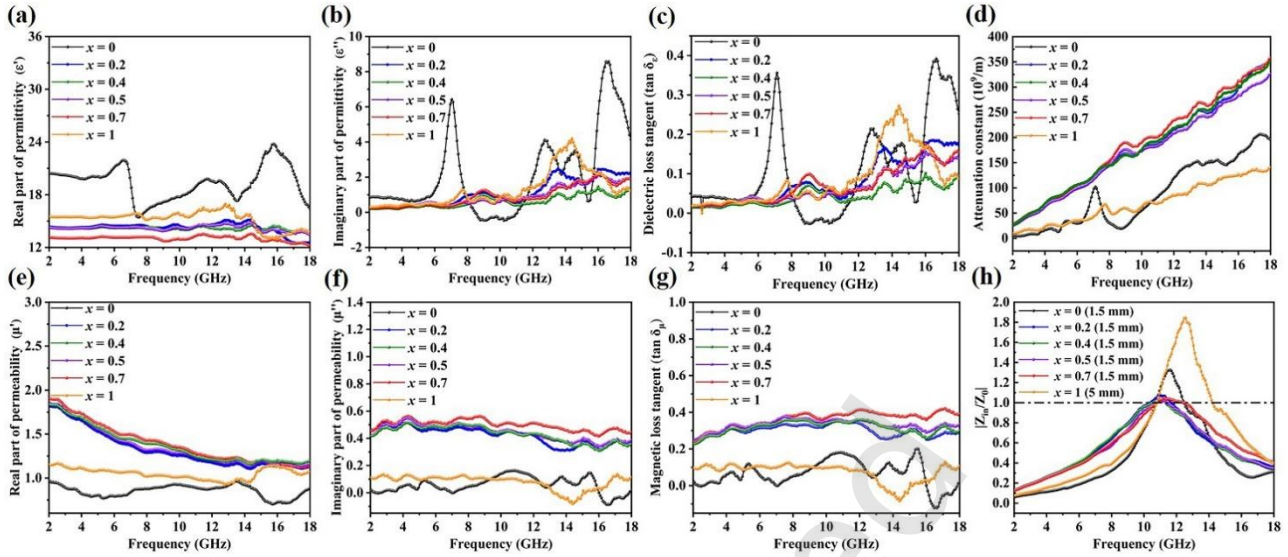 (a)
Real part of permittivity (ε')
36
30
24
18
12
x = 0
x = 0.2
x = 0.4
x = 0.5
x = 0.7
x = 1
2 4 6 8 10 12 14 16 18
Frequency (GHz)
(b)
Imaginary part of permittivity (ε'')
10
8
6
4
2
0
-2
x = 0
x = 0.2
x = 0.4
x = 0.5
x = 0.7
x = 1
2 4 6 8 10 12 14 16 18
Frequency (GHz)
(c)
Dielectric loss tangent (tan δε)
0.4
0.3
0.2
0.1
0.0
-0.1
x = 0
x = 0.2
x = 0.4
x = 0.5
x = 0.7
x = 1
2 4 6 8 10 12 14 16 18
Frequency (GHz)
(d)
Attenuation constant (10⁹/m)
400
350
300
250
200
150
100
50
0
x = 0
x = 0.2
x = 0.4
x = 0.5
x = 0.7
x = 1
2 4 6 8 10 12 14 16 18
Frequency (GHz)
(e)
Real part of permeability (μ')
3.0
2.5
2.0
1.5
1.0
x = 0
x = 0.2
x = 0.4
x = 0.5
x = 0.7
x = 1
2 4 6 8 10 12 14 16 18
Frequency (GHz)
(f)
Imaginary part of permeability (μ'')
1.4
1.2
1.0
0.8
0.6
0.4
0.2
0.0
x = 0
x = 0.2
x = 0.4
x = 0.5
x = 0.7
x = 1
2 4 6 8 10 12 14 16 18
Frequency (GHz)
(g)
Magnetic loss tangent (tan δμ)
1.0
0.8
0.6
0.4
0.2
0.0
x = 0
x = 0.2
x = 0.4
x = 0.5
x = 0.7
x = 1
2 4 6 8 10 12 14 16 18
Frequency (GHz)
(h)
|Zin/Z0|
2.0
1.8
1.6
1.4
1.2
1.0
0.8
0.6
0.4
0.2
0.0
x = 0 (1.5 mm)
x = 0.2 (1.5 mm)
x = 0.4 (1.5 mm)
x = 0.5 (1.5 mm)
x = 0.7 (1.5 mm)
x = 1 (5 mm)
2 4 6 8 10 12 14 16 18
Frequency (GHz)